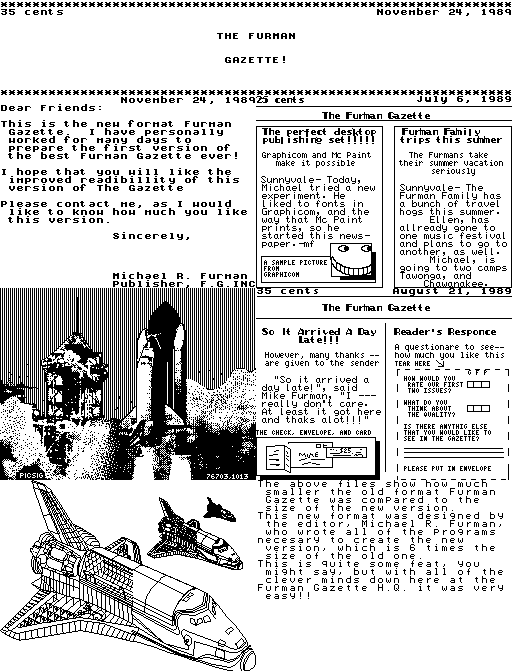 35 cents November 24, 1989
THE FURMAN
GAZETTE!
November 24, 1989
Dear Friends:
This is the new format Furman
Gazette. I have personally
worked for many days to
prepare the first version of
the best Furman Gazette ever!
I hope that you will like the
improved readibillity of this
version of The Gazette
Please contact me, as I would
like to know how much you like
this version.
Sincerely,
Michael R. Furman
Publisher, F.G.INC
25 cents July 6, 1989
The Furman Gazette
The perfect desktop
publishing set!!!!!
Graphicom and Mc Paint
make it possible
Sunnyvale- Today,
Michael tried a new
experiment. He
liked to fonts in
Graphicom, and the
way that Mc Paint
prints, so he
started this news-
paper.-mf
A SAMPLE PICTURE
FROM
GRAPHICOM
Furman Family
trips this summer
The Furmans take
their summer vacation
seriously
Sunnyvale- The
Furman Family has
a bunch of travel
hogs this summer.
Ellen, has
allready gone to
one music festival
and plans to go to
another, as well.
Michael, is
going to two camps
Tawonga, and
Chawanakee.
35 cents August 21, 1989
The Furman Gazette
So It Arrived A Day
Late!!!
However, many thanks --
are given to the sender
"So it arrived a
day late!", said
Mike Furman, "I ---
really don't care.
At least it got here
and thaks alot!!!"
THE CHECK, ENVELOPE, AND CARD
$25
MIKE
Reader's Responce
A questionare to see--
how much you like this
TEAR HERE
G F F
HOW WOULD YOU
RATE OUR FIRST
TWO ISSUES?
WHAT DO YOU
THINK ABOUT
THE QUALITY?
IS THERE ANYTHIG ELSE
THAT YOU WOULD LIKE TO
SEE IN THE GAZETTE?
PLEASE PUT IN ENVELOPE
PICSIG 76703,1013
The above files show how much
smaller the old format Furman
Gazette was compared to the
size of the new version.
This new format was designed by
the editor, Michael R. Furman,
who wrote all of the Programs
necesary to create the new
version, which is 6 times the
size of the old one.
This is quite some feat, you
might say, but with all of the
clever minds down here at the
Furman Gazette H.Q. it was very
easy!!